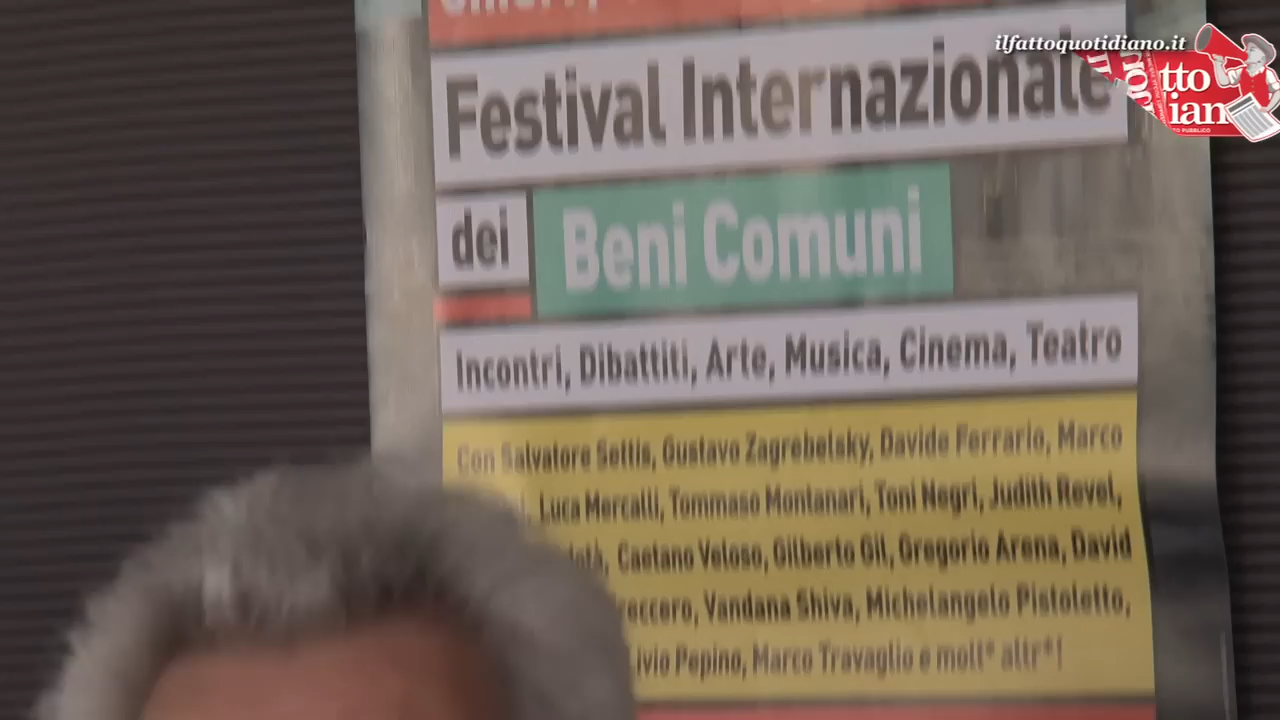 ilfattoquotidiano.it
Festival Internazionale
dei Beni Comuni
Incontri, Dibattiti, Arte, Musica, Cinema, Teatro
Con Salvatore Settis, Gustavo Zagrebelsky, Davide Ferrario, Marco
Luca Mercalli, Tommaso Montanari, Toni Negri, Judith Revel,
Caetano Veloso, Gilberto Gil, Gregorio Arena, David
Vandana Shiva, Michelangelo Pistoletto,
Pepino, Marco Travaglio e molt* altr*!